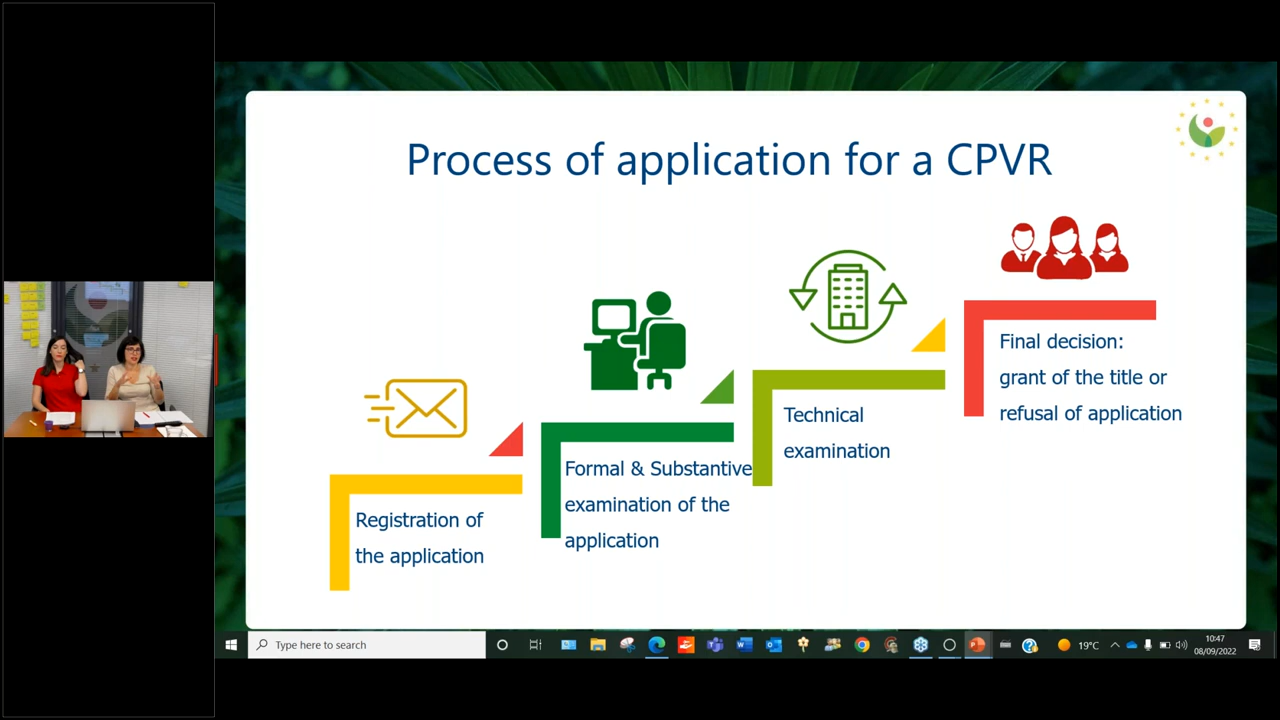 Process of application for a CPVR
Registration of
the application
Formal & Substantive
examination of the
application
Technical
examination
Final decision:
grant of the title or
refusal of application
Type here to search
19°C
10:47
08/09/2022